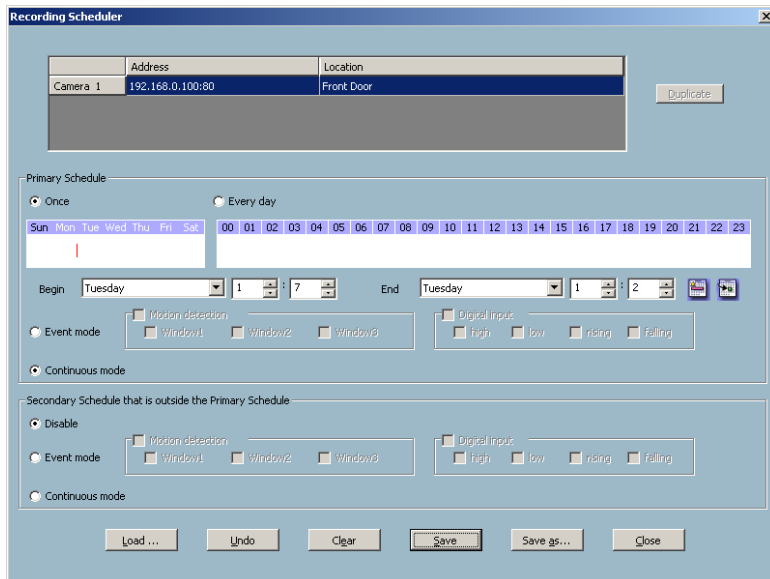 Recording Scheduler
Address Location
Camera 1 192.168.0.100:80 Front Door
Duplicate
Primary Schedule
Once Every day
Sun Mon Tue Wed Thu Fri Sat 00 01 02 03 04 05 06 07 08 09 10 11 12 13 14 15 16 17 18 19 20 21 22 23
Begin Tuesday 1 : 7 End Tuesday 1 : 2
Motion detection Digital input
Event mode Window1 Window2 Window3 high low rising falling
Continuous mode
Secondary Schedule that is outside the Primary Schedule
Disable
Motion detection Digital input
Event mode Window1 Window2 Window3 high low rising falling
Continuous mode
Load ... Undo Clear Save Save as... Close